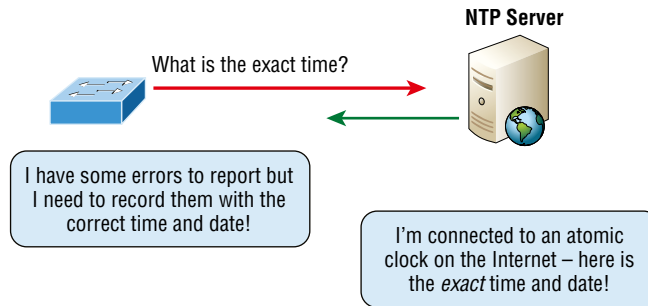 NTP Server
What is the exact time?
I have some errors to report but
I need to record them with the
correct time and date!
I'm connected to an atomic
clock on the Internet – here is
the exact time and date!